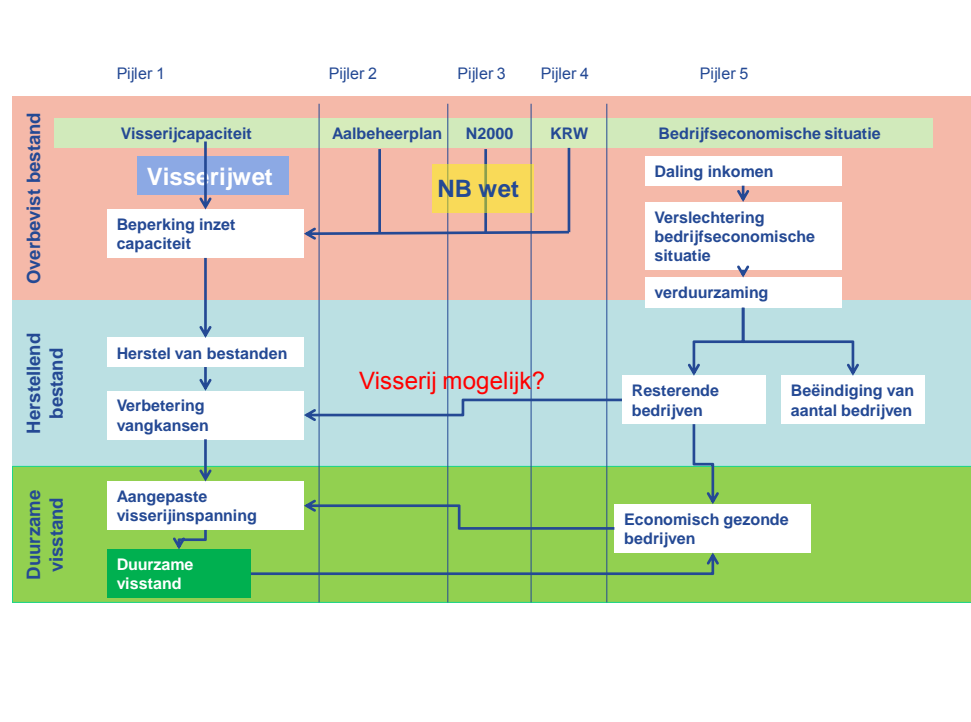 Pijler 1
Pijler 2
Pijler 3
Pijler 4
Pijler 5
Overbevist bestand
Visserijcapaciteit
Aalbeheerplan
N2000
KRW
Bedrijfseconomische situatie
Visserijwet
NB wet
Daling inkomen
Beperking inzet
capaciteit
Verslechtering
bedrijfseconomische
situatie
verduurzaming
Herstellend
bestand
Herstel van bestanden
Visserij mogelijk?
Verbetering
vangkansen
Resterende
bedrijven
Beëindiging van
aantal bedrijven
Duurzame
visstand
Aangepaste
visserijinspanning
Economisch gezonde
bedrijven
Duurzame
visstand